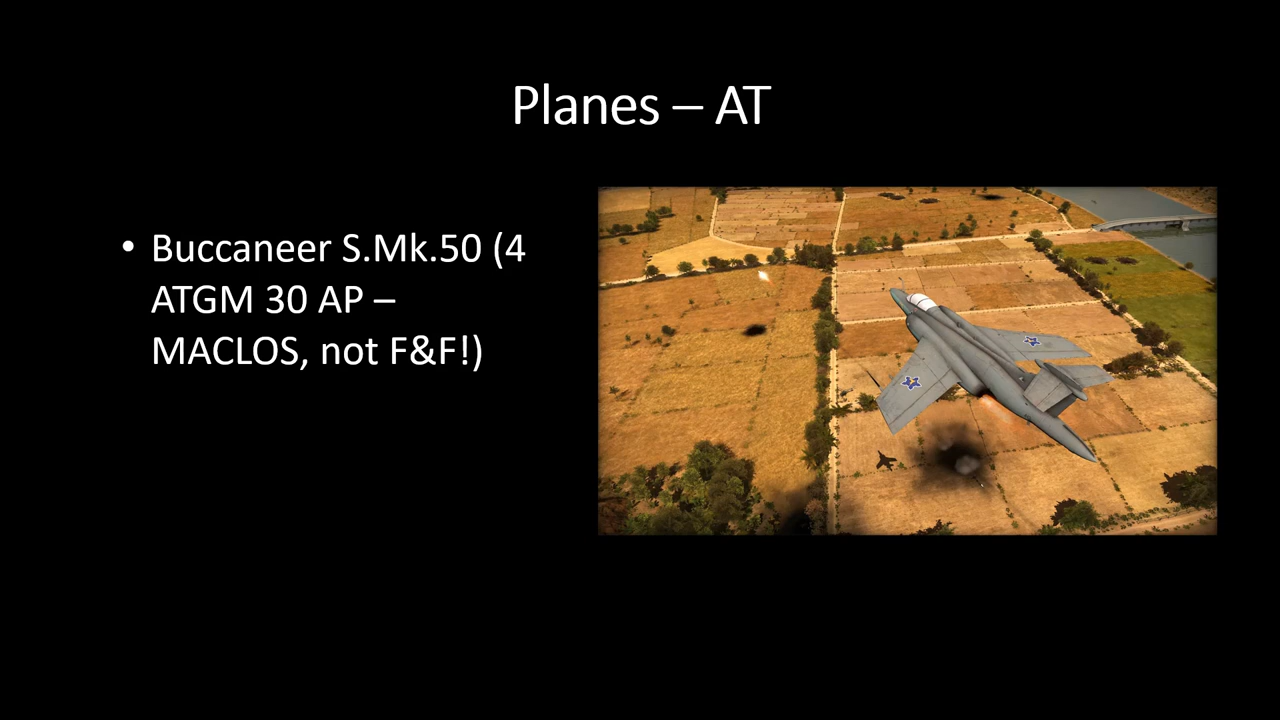 Planes – AT
• Buccaneer S.Mk.50 (4
ATGM 30 AP –
MACLOS, not F&F!)